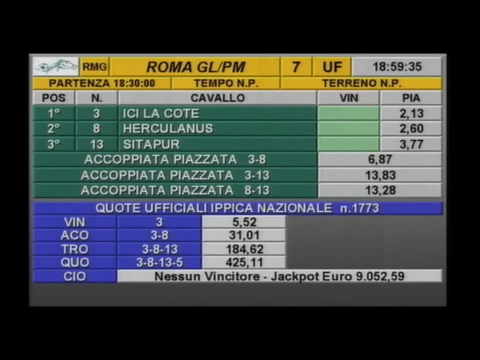 RMG ROMA GL/PM 7 UF 18:59:35
PARTENZA 18:30:00 TEMPO N.P. TERRENO N.P.
POS N. CAVALLO VIN PIA
1° 3 ICI LA COTE 2,13
2° 8 HERCULANUS 2,60
3° 13 SITAPUR 3,77
ACCOPPIATA PIAZZATA 3-8 6,87
ACCOPPIATA PIAZZATA 3-13 13,83
ACCOPPIATA PIAZZATA 8-13 13,28
QUOTE UFFICIALI IPPICA NAZIONALE n.1773
VIN 3 5,52
ACO 3-8 31,01
TRO 3-8-13 184,62
QUO 3-8-13-5 425,11
CIO Nessun Vincitore - Jackpot Euro 9.052,59